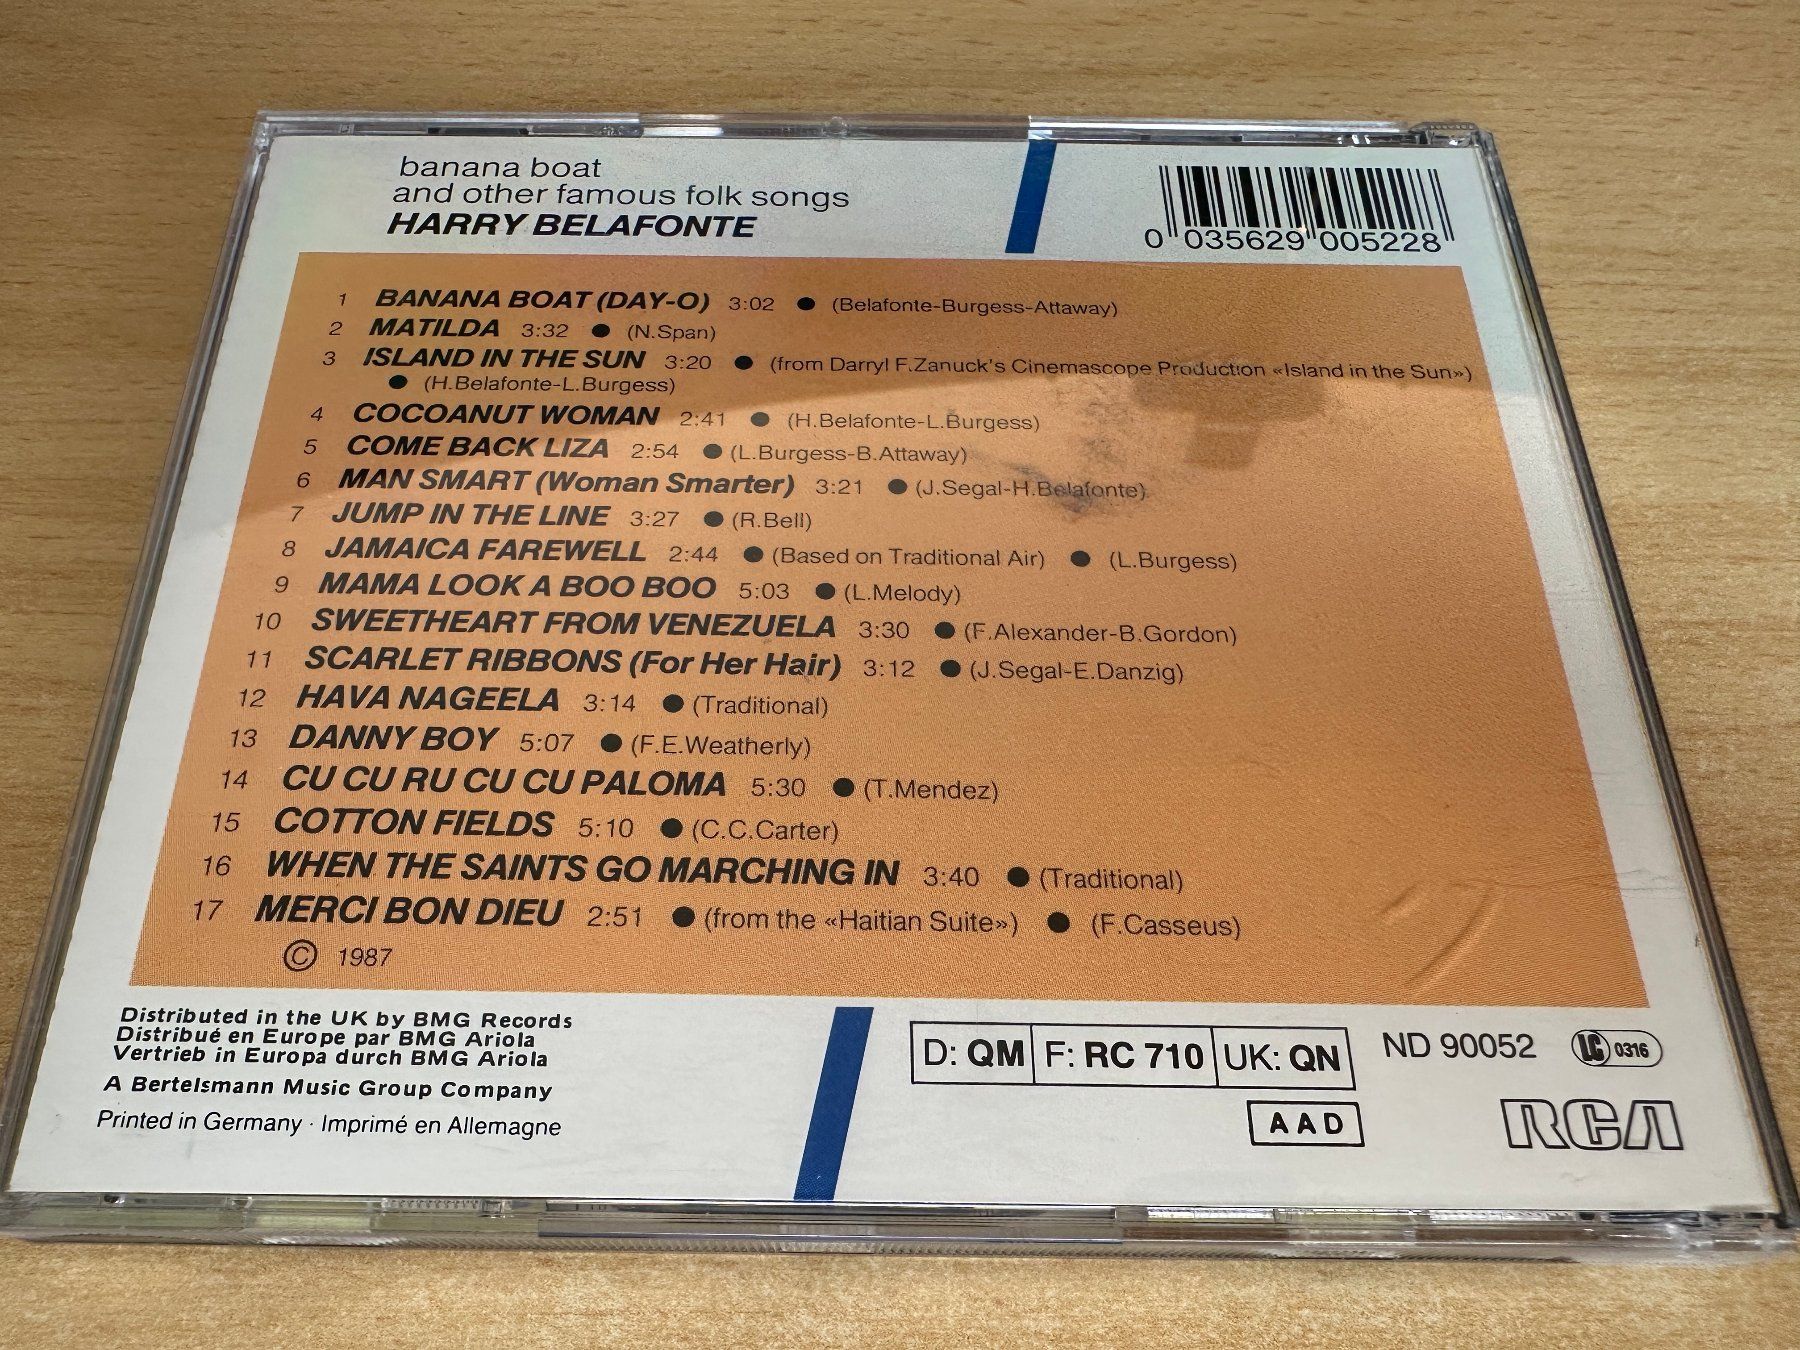 banana boat
and other famous folk songs
HARRY BELAFONTE
0 035629 005228
1 BANANA BOAT (DAY-O) 3:02 ● (Belafonte-Burgess-Attaway)
2 MATILDA 3:32 ● (N.Span)
3 ISLAND IN THE SUN 3:20 ● (from Darryl F.Zanuck's Cinemascope Production «Island in the Sun»)
● (H.Belafonte-L.Burgess)
4 COCOANUT WOMAN 2:41 ● (H.Belafonte-L.Burgess)
5 COME BACK LIZA 2:54 ● (L.Burgess-B.Attaway)
6 MAN SMART (Woman Smarter) 3:21 ● (J.Segal-H.Belafonte)
7 JUMP IN THE LINE 3:27 ● (R.Bell)
8 JAMAICA FAREWELL 2:44 ● (Based on Traditional Air) ● (L.Burgess)
9 MAMA LOOK A BOO BOO 5:03 ● (L.Melody)
10 SWEETHEART FROM VENEZUELA 3:30 ● (F.Alexander-B.Gordon)
11 SCARLET RIBBONS (For Her Hair) 3:12 ● (J.Segal-E.Danzig)
12 HAVA NAGEELA 3:14 ● (Traditional)
13 DANNY BOY 5:07 ● (F.E.Weatherly)
14 CU CU RU CU CU PALOMA 5:30 ● (T.Mendez)
15 COTTON FIELDS 5:10 ● (C.C.Carter)
16 WHEN THE SAINTS GO MARCHING IN 3:40 ● (Traditional)
17 MERCI BON DIEU 2:51 ● (from the «Haitian Suite») ● (F.Casseus)
© 1987
Distributed in the UK by BMG Records
Distribué en Europe par BMG Ariola
Vertrieb in Europa durch BMG Ariola
A Bertelsmann Music Group Company
Printed in Germany · Imprimé en Allemagne
D: QM F: RC 710 UK: QN
ND 90052
LC 0316
AAD
RCA